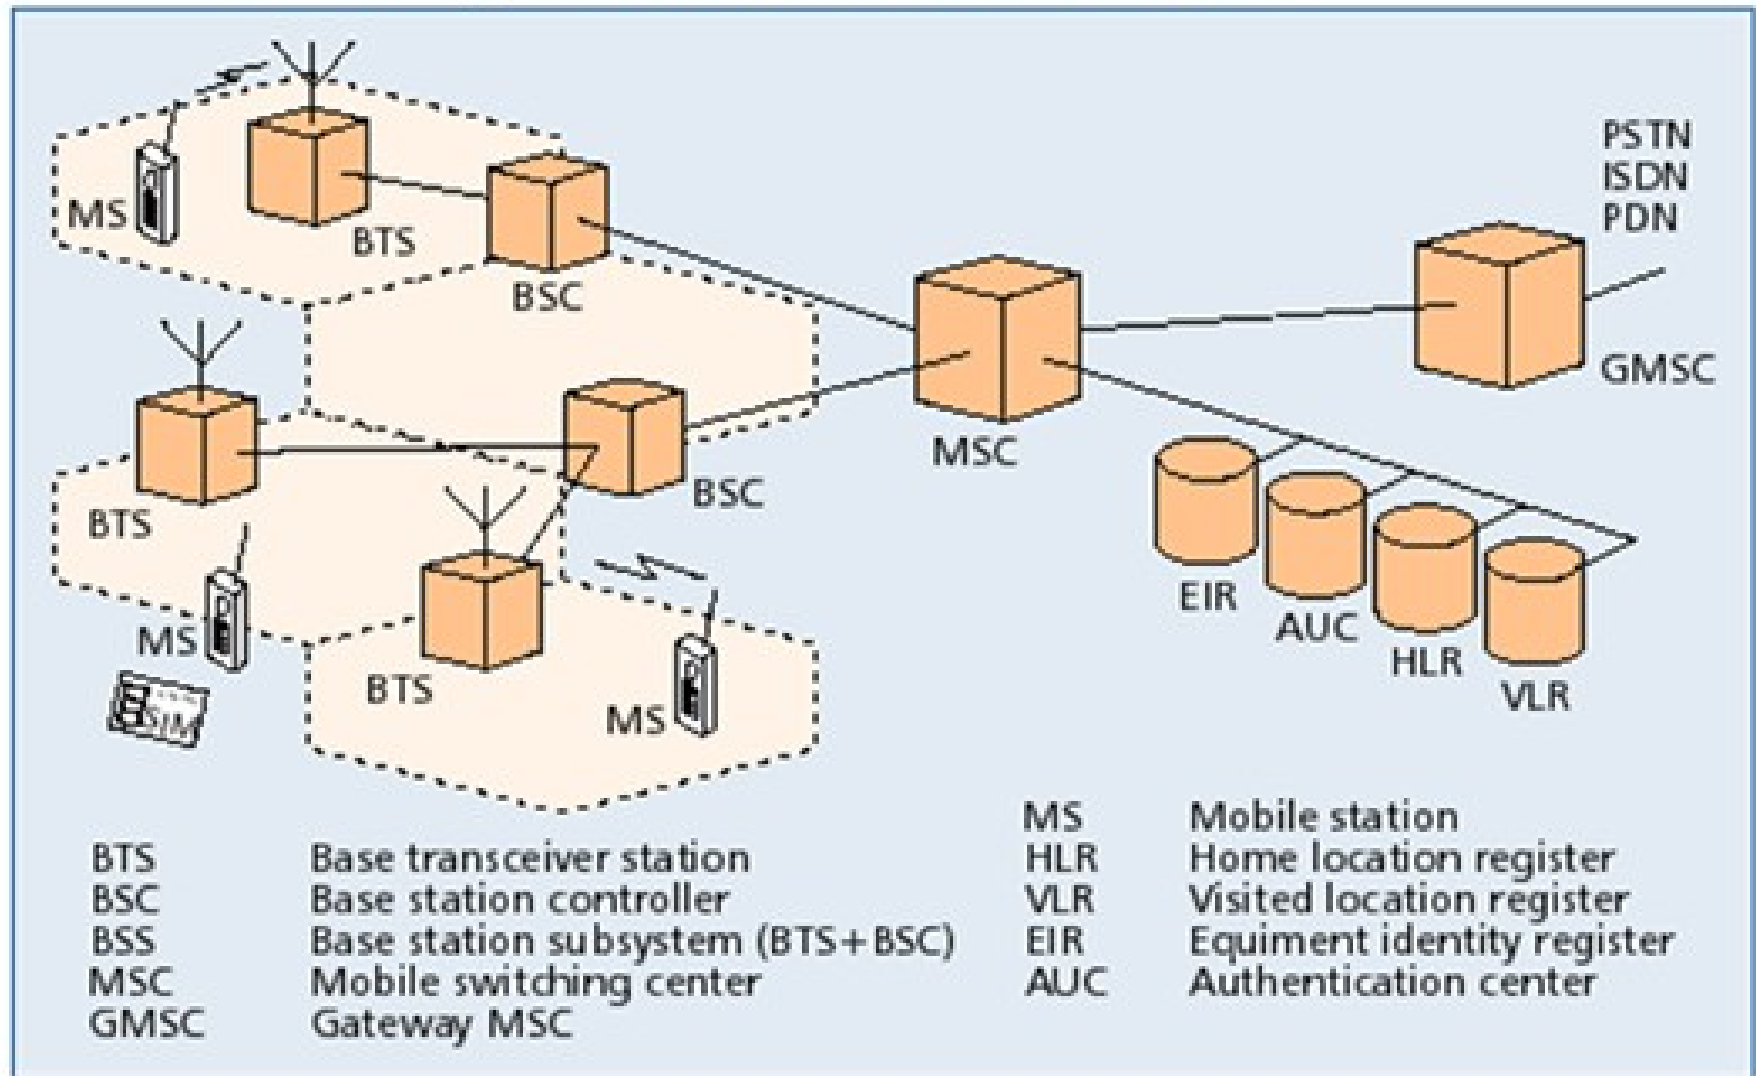 PSTN
ISDN
PDN
MS
BTS
BSC
GMSC
MSC
BTS
BSC
EIR
AUC
HLR
VLR
MS
SIM
BTS
MS
BTS Base transceiver station
BSC Base station controller
BSS Base station subsystem (BTS+BSC)
MSC Mobile switching center
GMSC Gateway MSC
MS Mobile station
HLR Home location register
VLR Visited location register
EIR Equiment identity register
AUC Authentication center